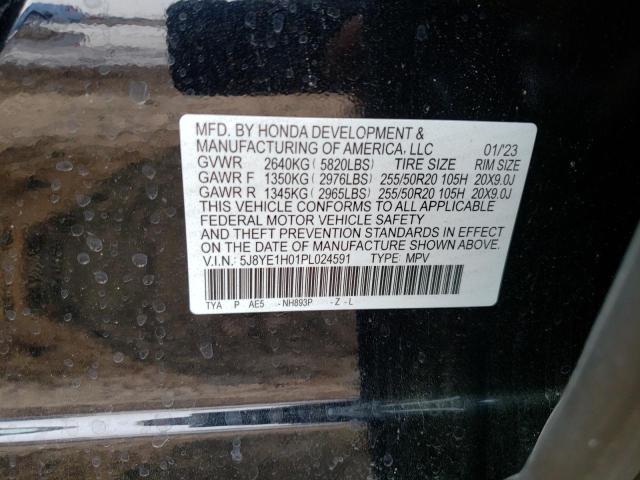 MFD. BY HONDA DEVELOPMENT &
MANUFACTURING OF AMERICA, LLC 01/'23
GVWR 2640KG ( 5820LBS) TIRE SIZE RIM SIZE
GAWR F 1350KG ( 2976LBS) 255/50R20 105H 20X9.0J
GAWR R 1345KG ( 2965LBS) 255/50R20 105H 20X9.0J
THIS VEHICLE CONFORMS TO ALL APPLICABLE
FEDERAL MOTOR VEHICLE SAFETY
AND THEFT PREVENTION STANDARDS IN EFFECT
ON THE DATE OF MANUFACTURE SHOWN ABOVE.
V.I.N.: 5J8YE1H01PL024591 TYPE: MPV
TYA P AE5 -NH893P -Z-L